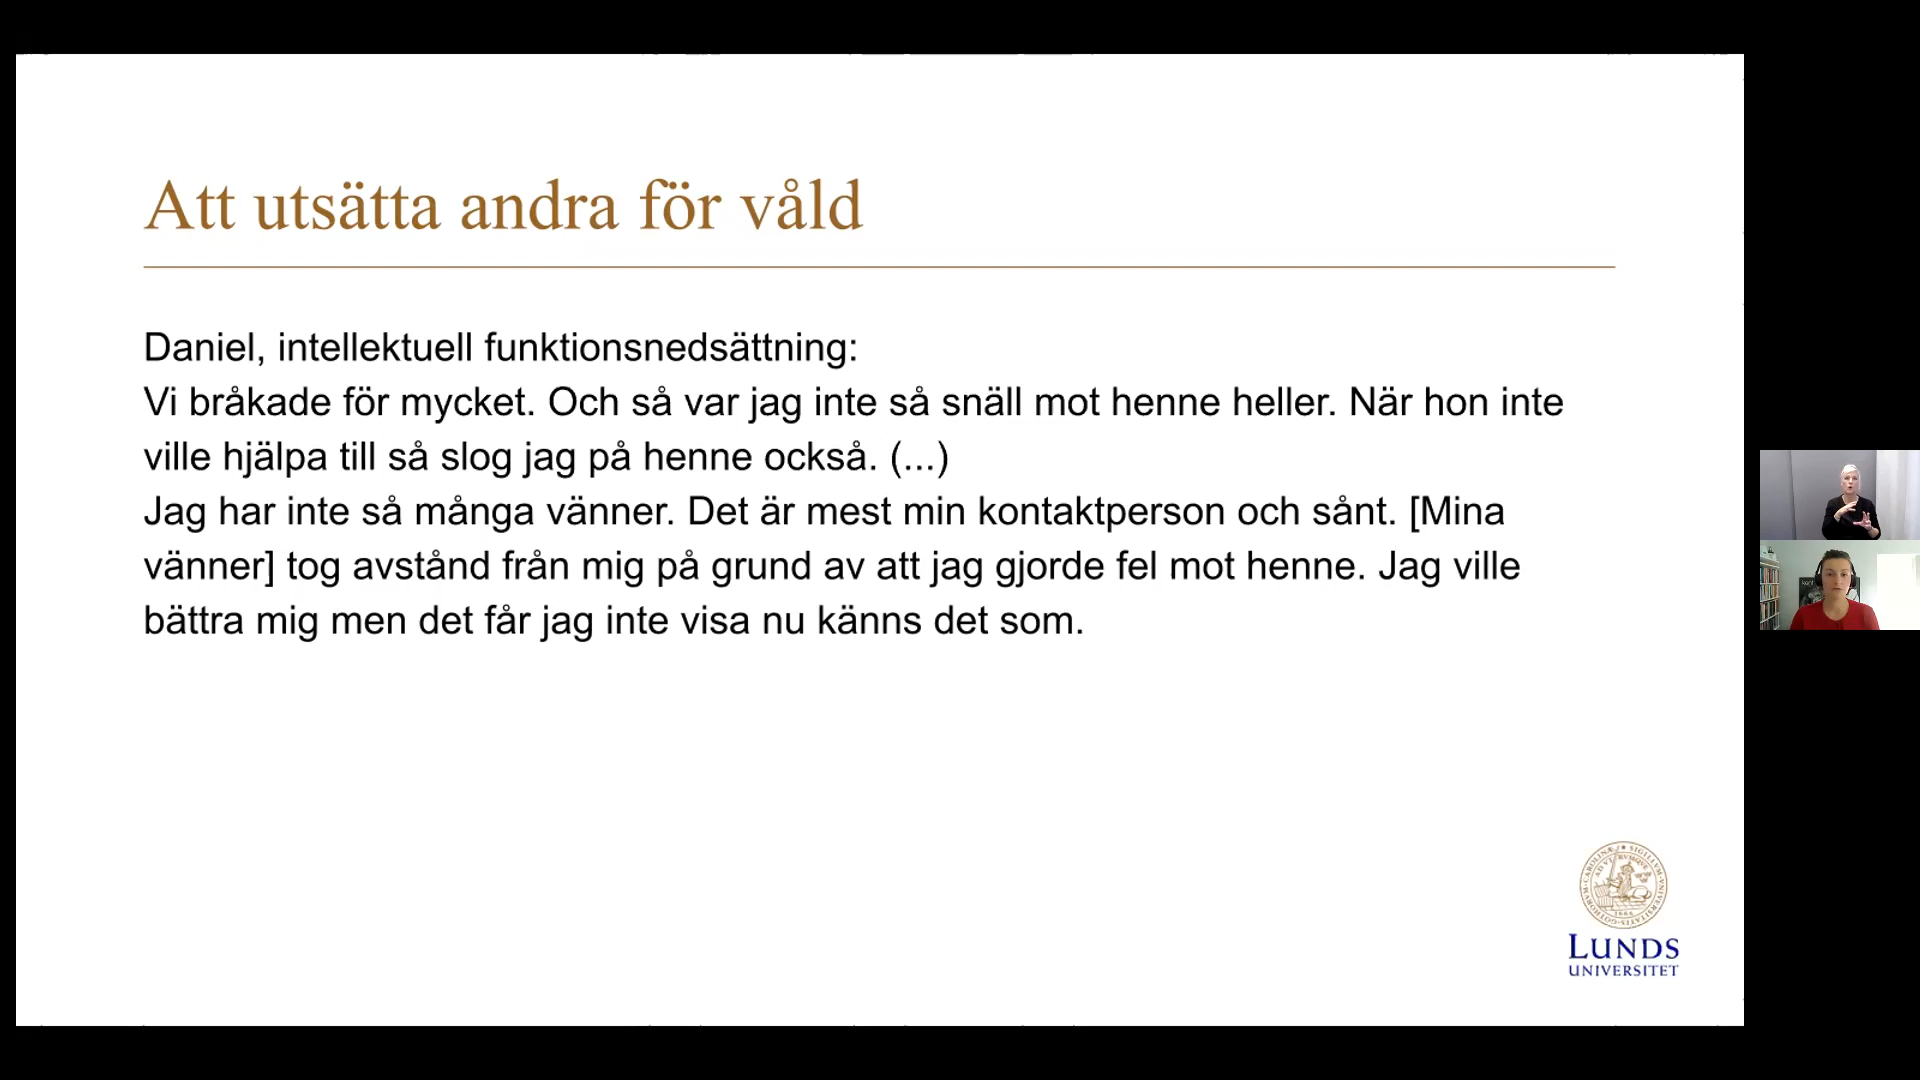 Att utsätta andra för våld
Daniel, intellektuell funktionsnedsättning:
Vi bråkade för mycket. Och så var jag inte så snäll mot henne heller. När hon inte
ville hjälpa till så slog jag på henne också. (...)
Jag har inte så många vänner. Det är mest min kontaktperson och sånt. [Mina
vänner] tog avstånd från mig på grund av att jag gjorde fel mot henne. Jag ville
bättra mig men det får jag inte visa nu känns det som.
LUNDS
UNIVERSITET